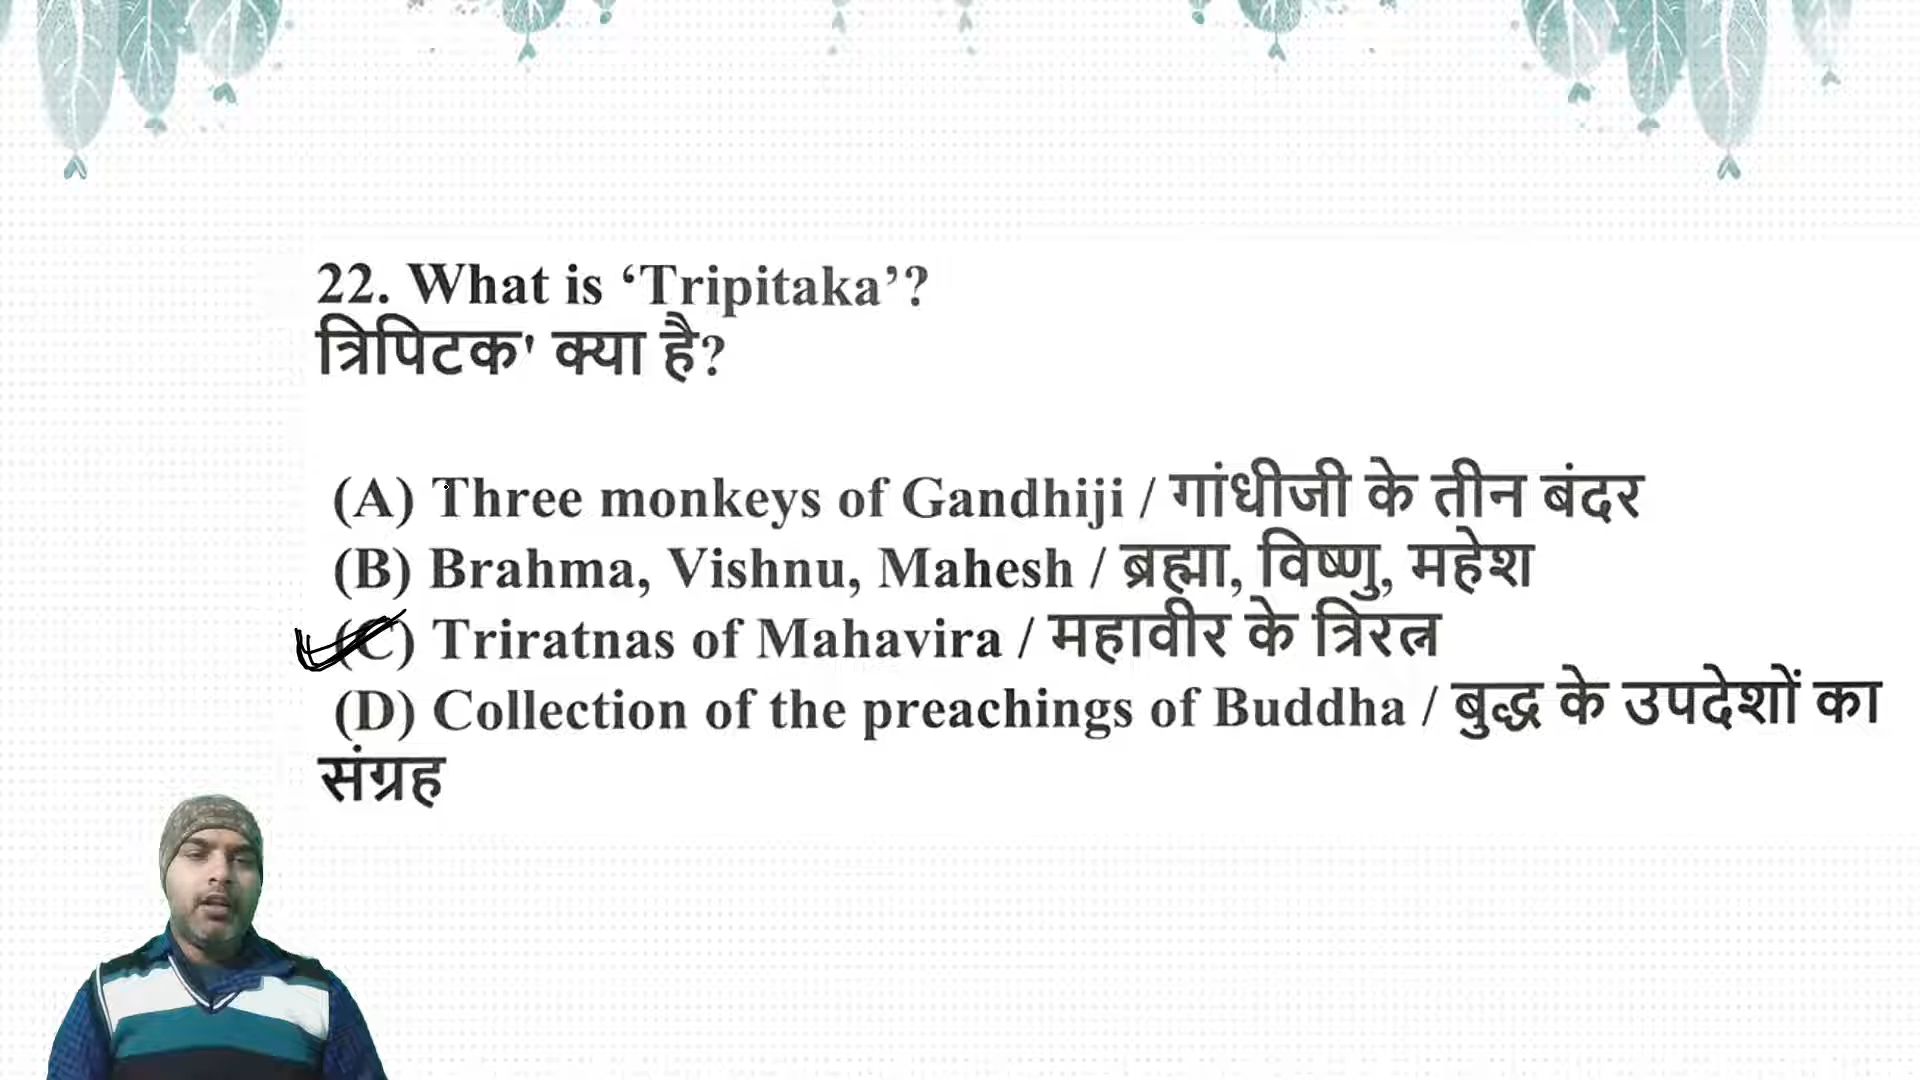 22. What is ‘Tripitaka’?
त्रिपिटक' क्या है?
(A) Three monkeys of Gandhiji / गांधीजी के तीन बंदर
(B) Brahma, Vishnu, Mahesh / ब्रह्मा, विष्णु, महेश
(C) Triratnas of Mahavira / महावीर के त्रिरत्न
(D) Collection of the preachings of Buddha / बुद्ध के उपदेशों का
संग्रह